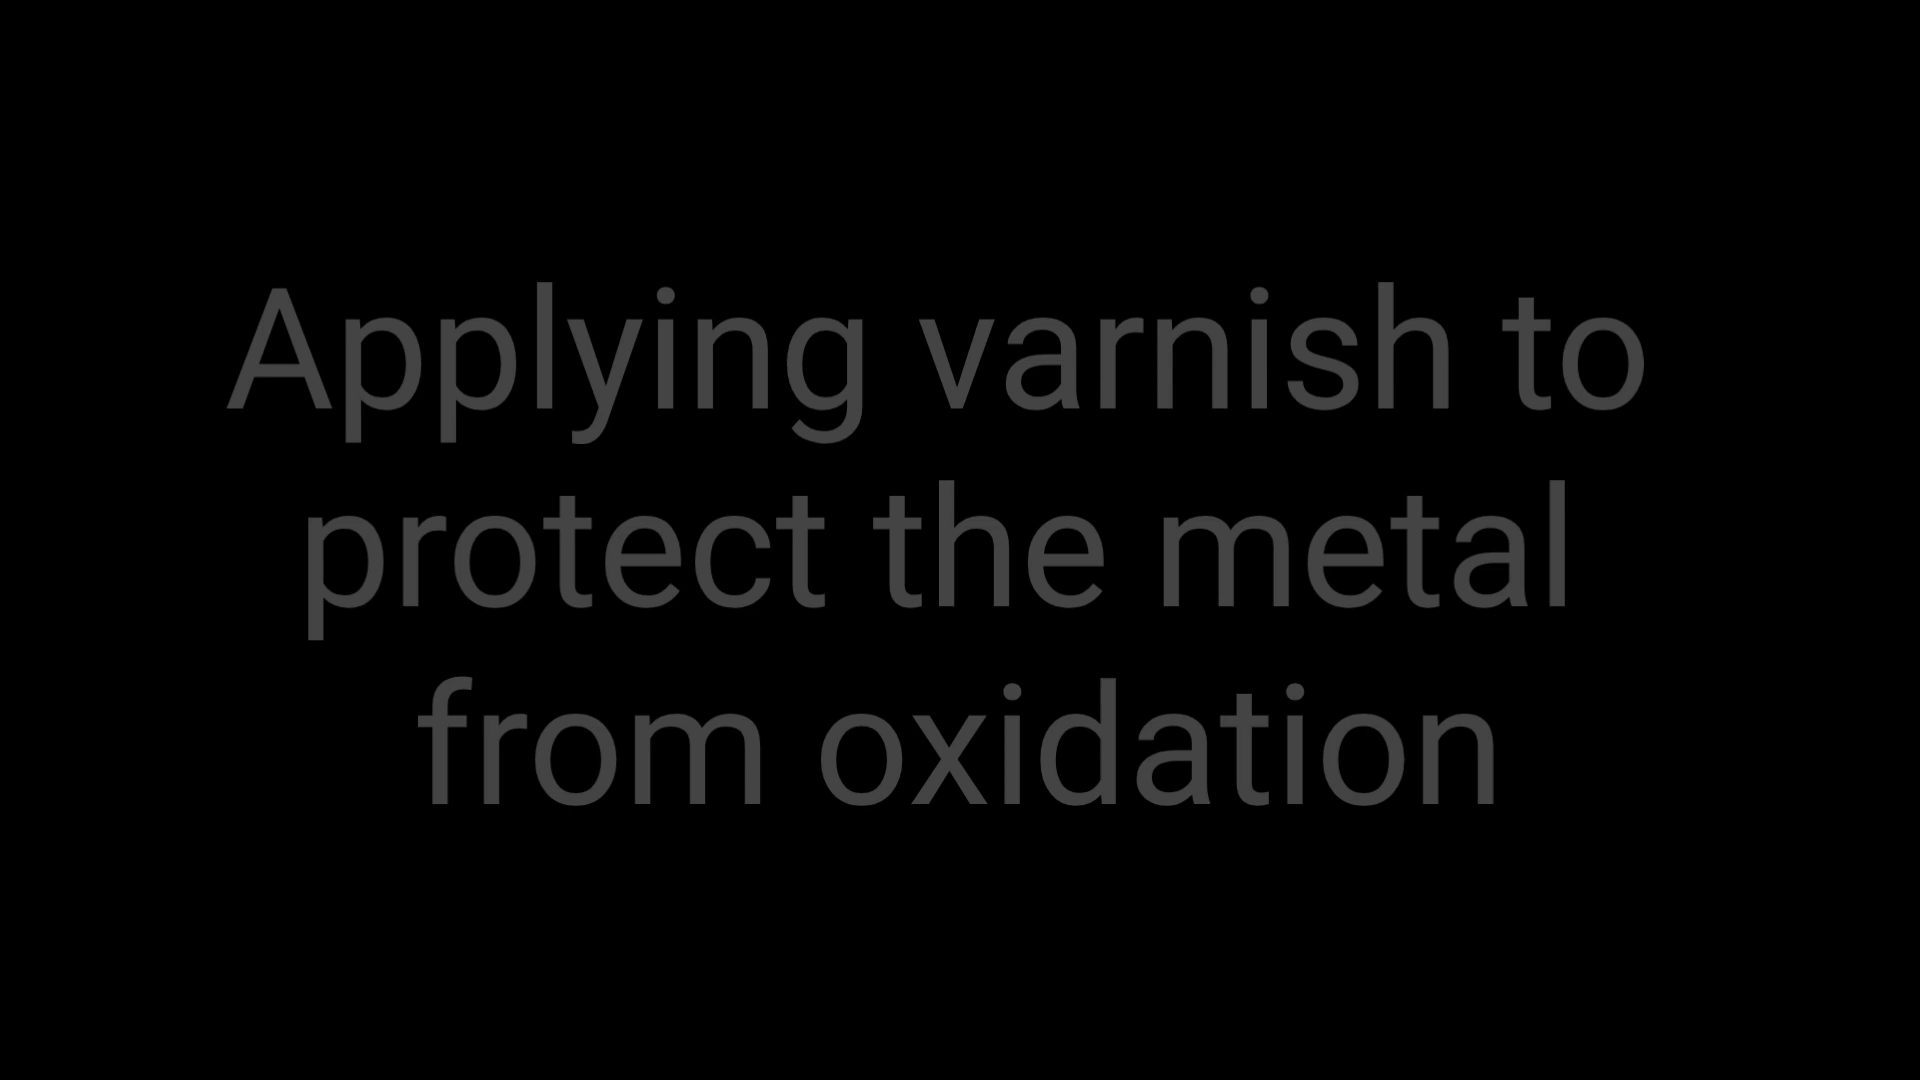 Applying varnish to
protect the metal
from oxidation